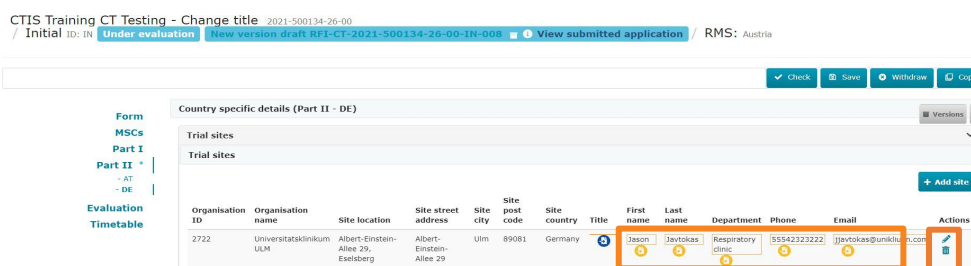 CTIS Training CT Testing - Change title 2021-500134-26-00
/ Initial ID: IN Under evaluation New version draft RFI-CT-2021-500134-26-00-IN-008 View submitted application / RMS: Austria
Check Save Withdraw Cop
Form
MSCs
Part I
Part II *
- AT
- DE
Evaluation
Timetable
Country specific details (Part II - DE)
Versions
Trial sites
Trial sites
+ Add site
Organisation ID Organisation name Site location Site street address Site city Site post code Site country Title First name Last name Department Phone Email Actions
2722 Universitatsklinikum ULM Albert-Einstein-Allee 29, Eselsberg Albert-Einstein-Allee 29 Ulm 89081 Germany Jason Javtokas Respiratory clinic 55542323222